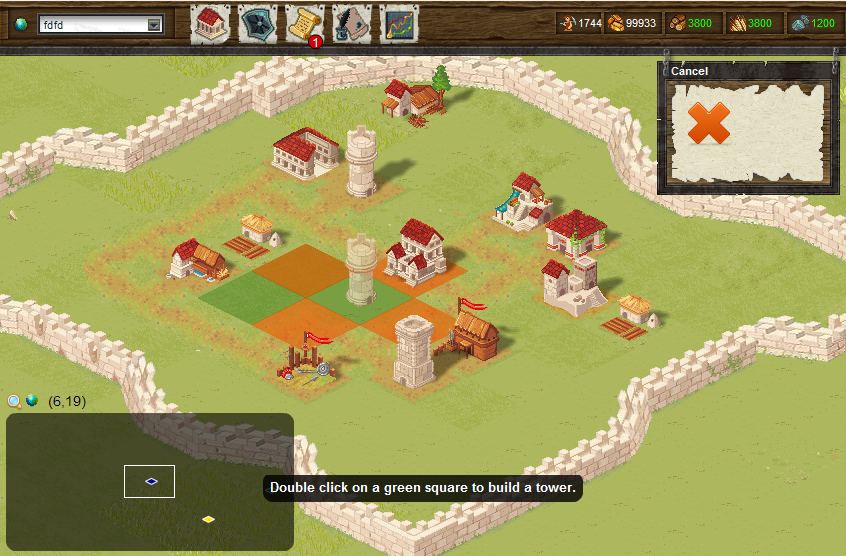 fdfd
1
1744
99933
3800
3800
1200
Cancel
(6,19)
Double click on a green square to build a tower.